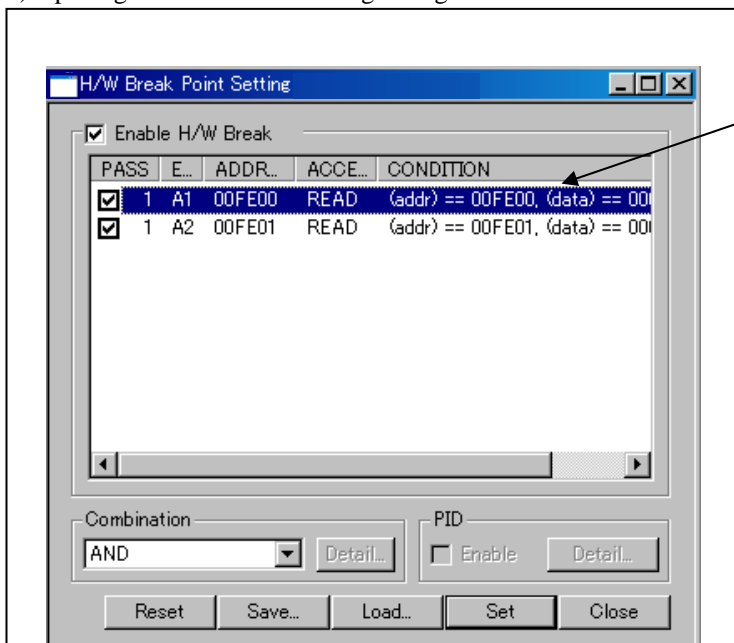 H/W Break Point Setting
Enable H/W Break
PASS E... ADDR... ACCE... CONDITION
1 A1 00FE00 READ (addr) == 00FE00, (data) == 00
1 A2 00FE01 READ (addr) == 00FE01, (data) == 00
Combination PID
AND Detail... Enable Detail...
Reset Save... Load... Set Close